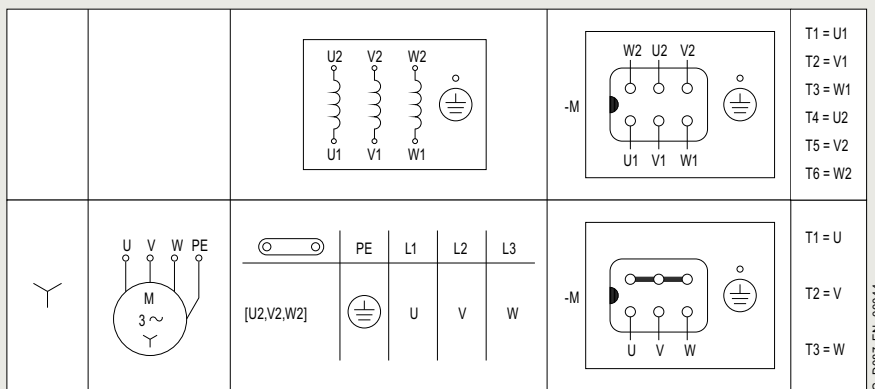 U2 V2 W2
U1 V1 W1
W2 U2 V2
-M
U1 V1 W1
T1 = U1
T2 = V1
T3 = W1
T4 = U2
T5 = V2
T6 = W2
U V W PE
M
3 ~
PE L1 L2 L3
[U2,V2,W2] U V W
-M
U V W
T1 = U
T2 = V
T3 = W